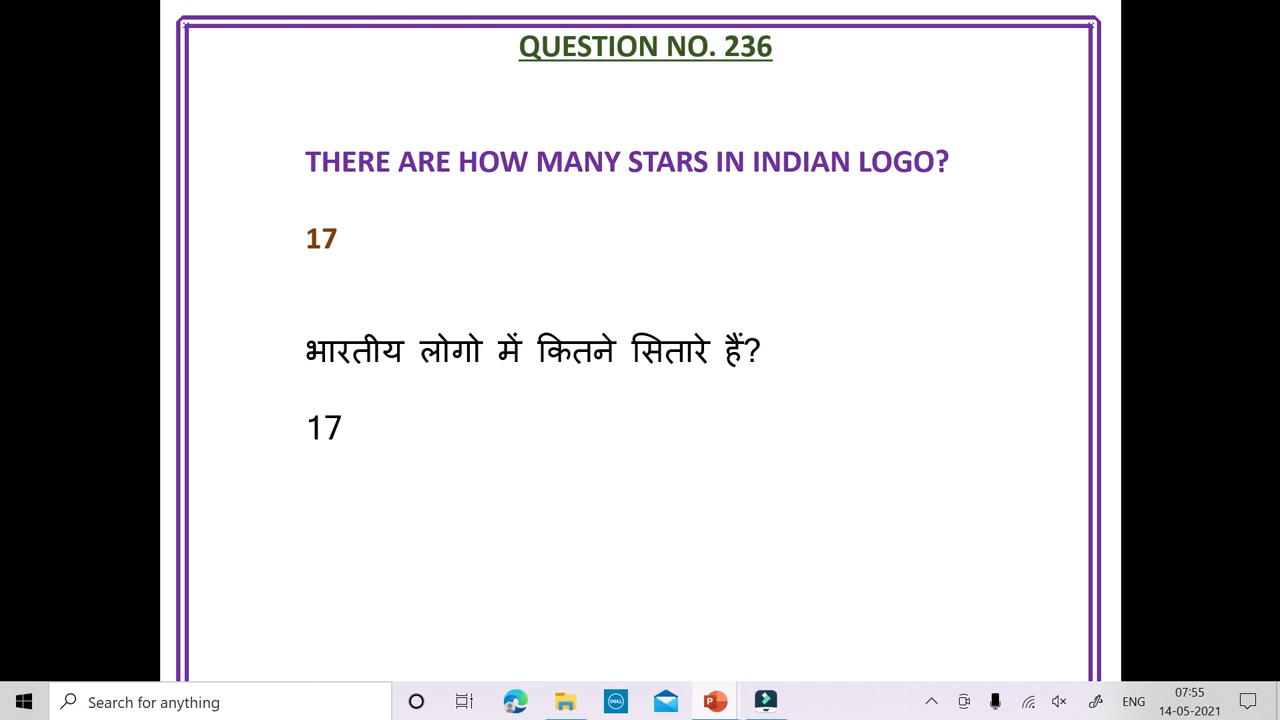 QUESTION NO. 236
THERE ARE HOW MANY STARS IN INDIAN LOGO?
17
भारतीय लोगो में कितने सितारे हैं?
17
Search for anything
DELL
P
ENG
07:55
14-05-2021